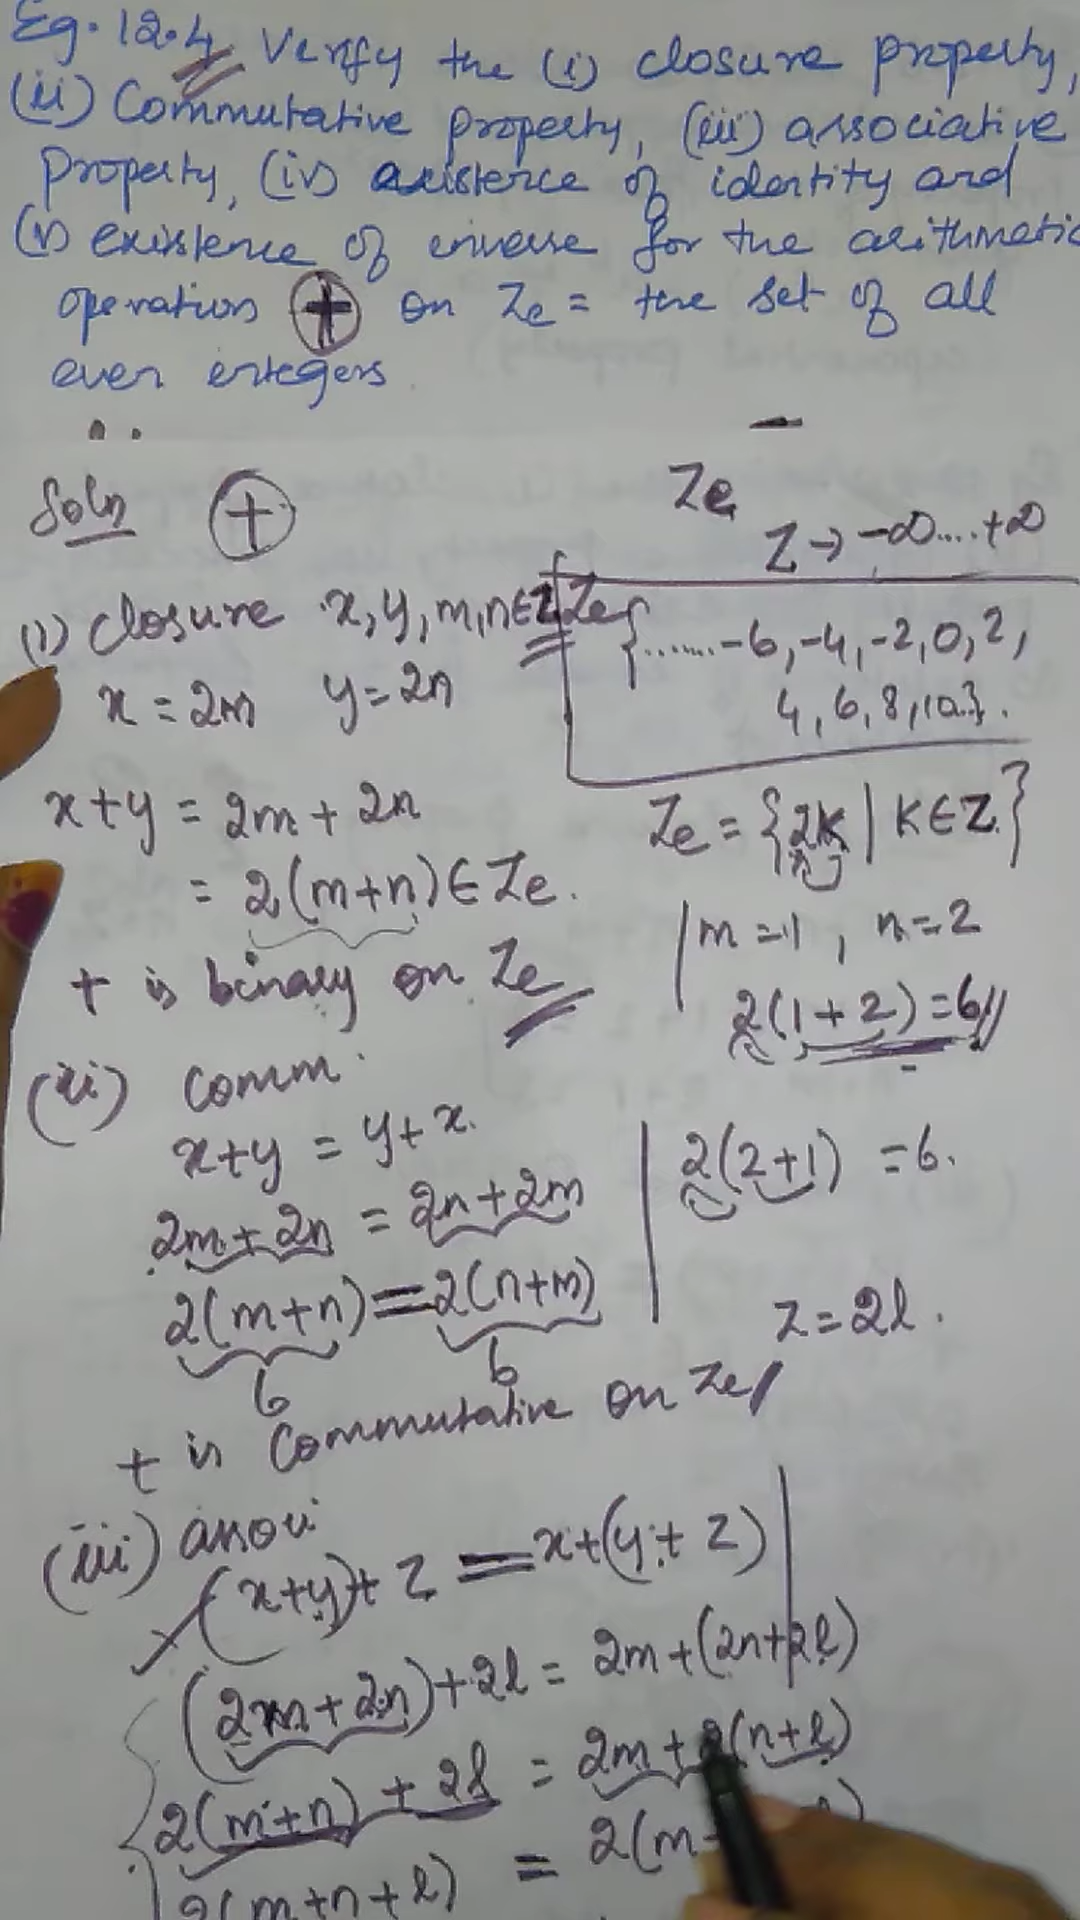 Eg. 12.4 Verify the (i) closure property,
(ii) Commutative property, (iii) associative
property, (iv) existence of identity and
(v) existence of inverse for the arithmetic
operation + on Ze = the set of all
even integers
Soln +
Ze
Z → -∞....+∞
(i) closure x, y, m, n ∈ Z Ze
{.......-6, -4, -2, 0, 2,
4, 6, 8, 10..}.
x = 2m y = 2n
x+y = 2m + 2n
Ze = {2K | K ∈ Z}
= 2(m+n) ∈ Ze.
m = 1, n = 2
+ is binary on Ze
2(1+2) = 6//
(ii) comm.
x+y = y+x.
2(2+1) = 6.
2m + 2n = 2n + 2m
2(m+n) = 2(n+m)
6 6
z = 2l.
+ is Commutative on Ze/
(iii) assoc.
(x+y)+z = x+(y+z)
(2m+2n)+2l = 2m+(2n+2l)
2(m+n) + 2l = 2m+2(n+l)
2(m+n+l) = 2(m